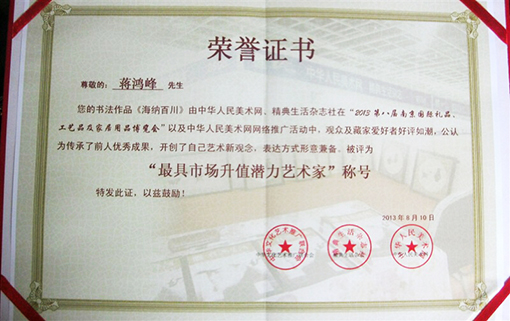 荣誉证书
尊敬的: 蒋鸿峰 先生
您的书法作品《海纳百川》由中华人民美术网、精典生活杂志社在“2013第八届南京国际礼品、
工艺品及家居用品博览会”以及中华人民美术网网络推广活动中，观众及藏家爱好者好评如潮，公认
为传承了前人优秀成果，开创了自己艺术新观念，表达方式形意兼备，被评为
“最具市场升值潜力艺术家”称号
特发此证，以兹鼓励！
2013年8月10日